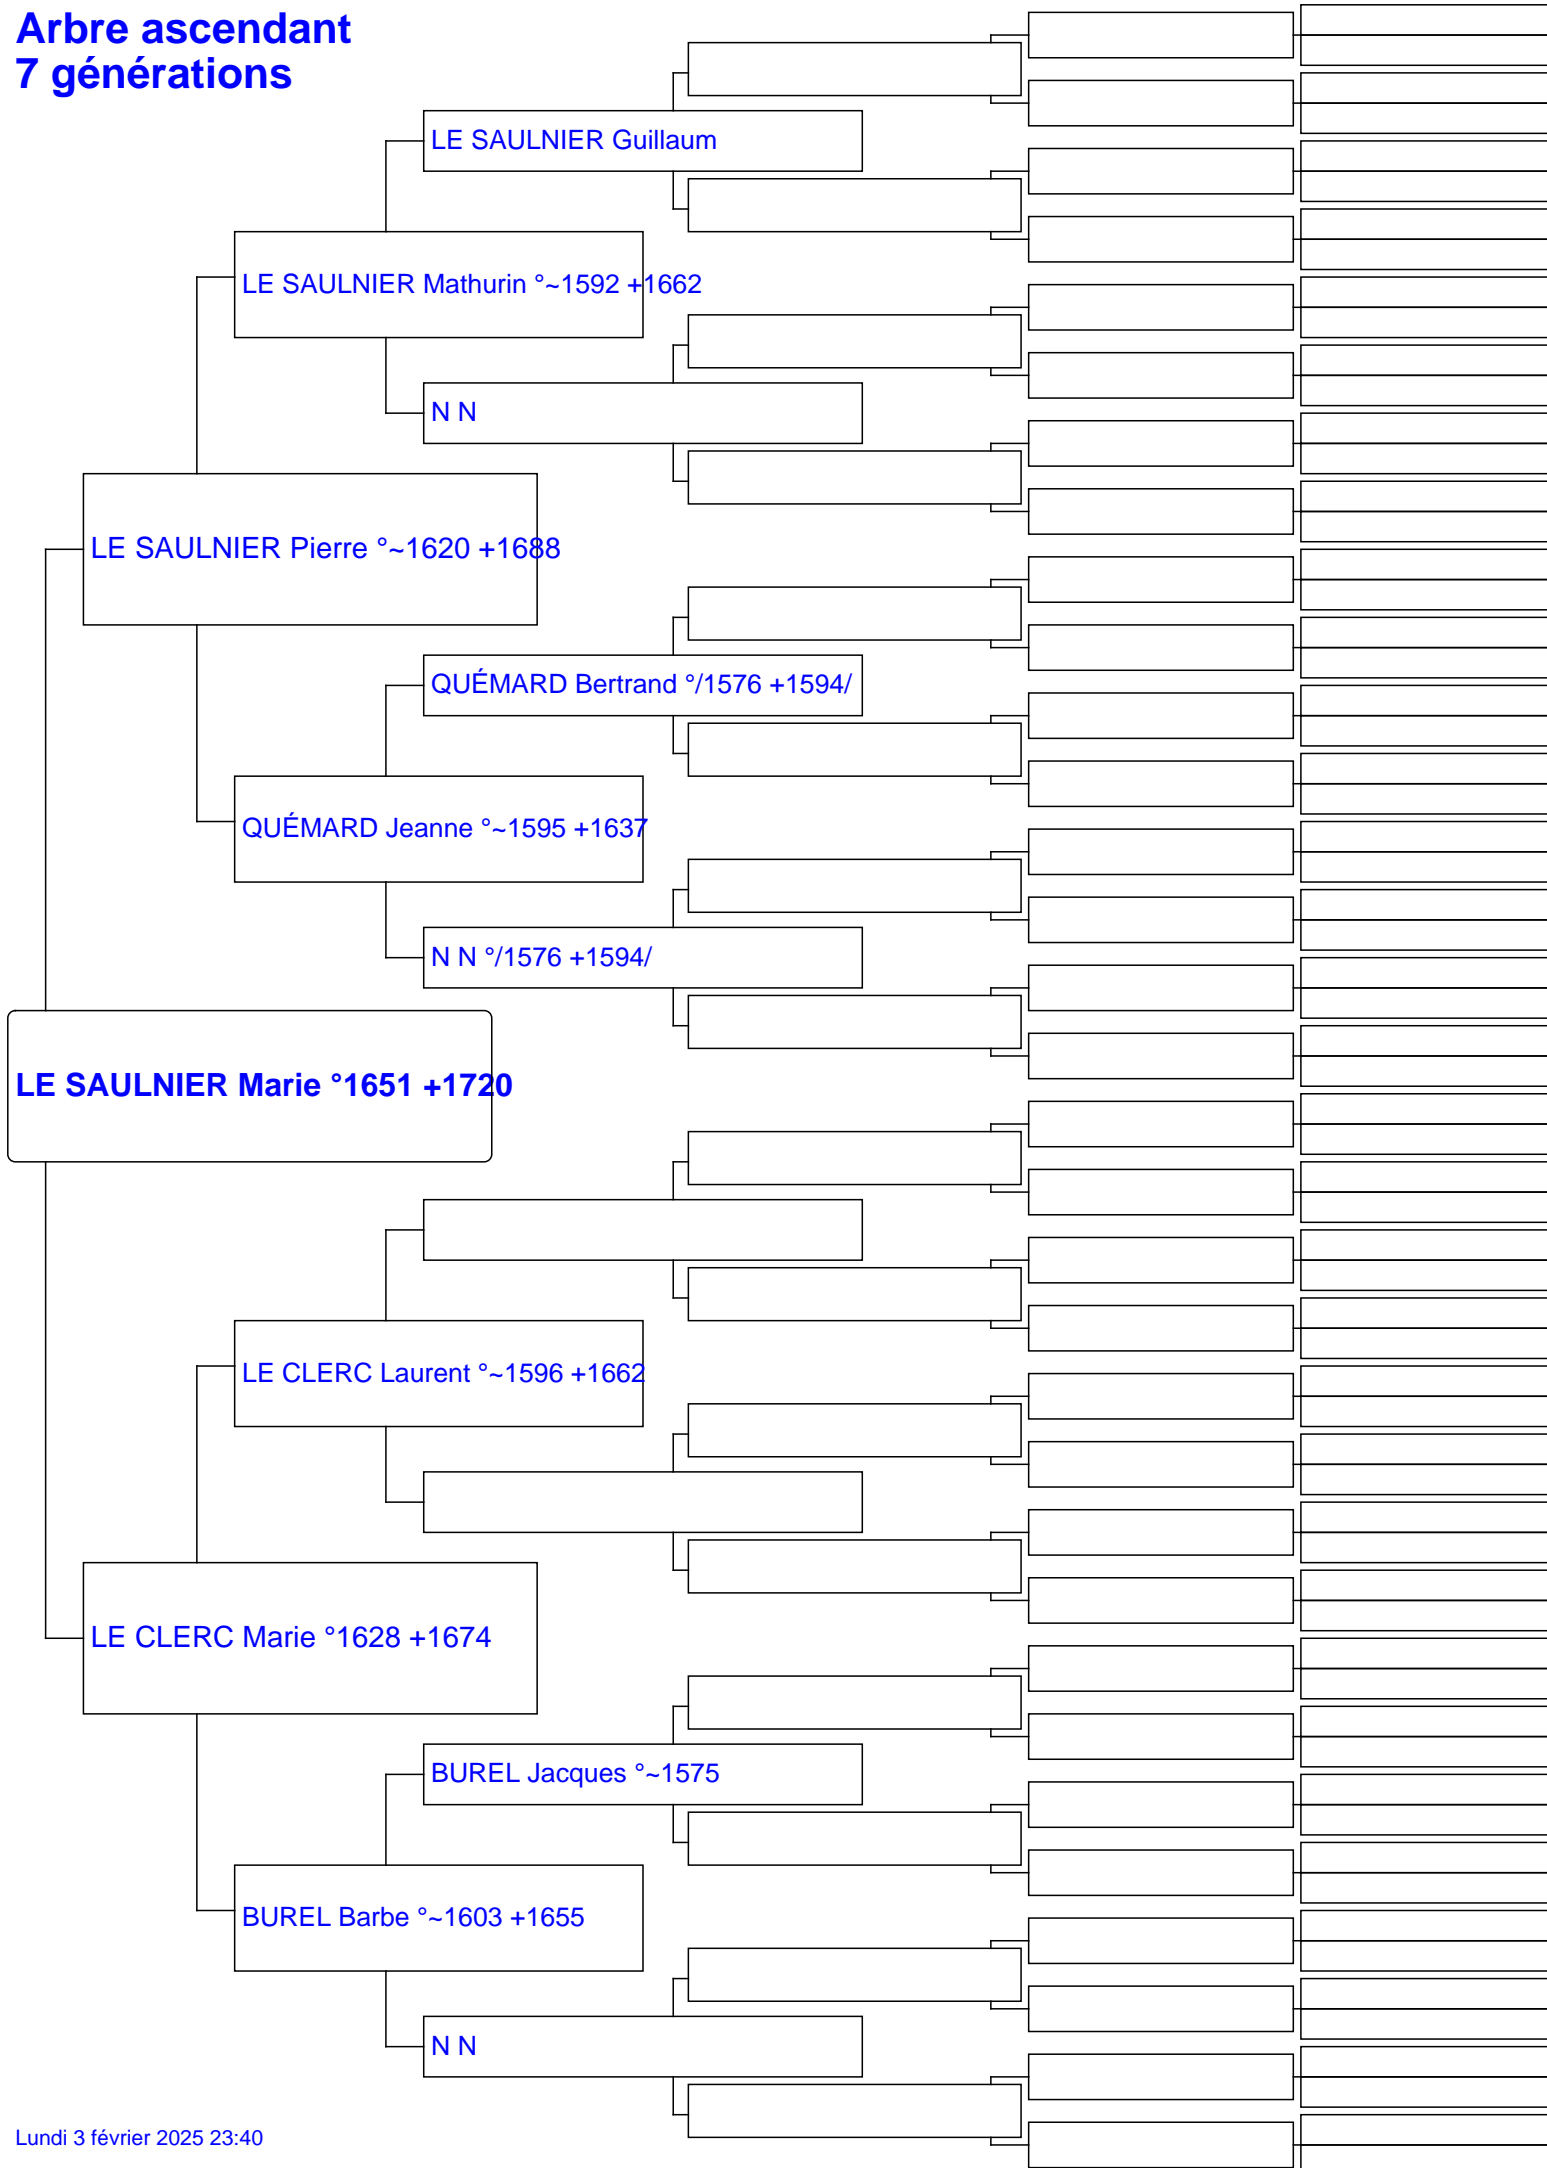 Arbre ascendant
7 générations
LE SAULNIER Guillaum
LE SAULNIER Mathurin °~1592 +1662
N N
LE SAULNIER Pierre °~1620 +1688
QUÉMARD Bertrand °/1576 +1594/
QUÉMARD Jeanne °~1595 +1637
N N °/1576 +1594/
LE SAULNIER Marie °1651 +1720
LE CLERC Laurent °~1596 +1662
LE CLERC Marie °1628 +1674
BUREL Jacques °~1575
BUREL Barbe °~1603 +1655
N N
Lundi 3 février 2025 23:40